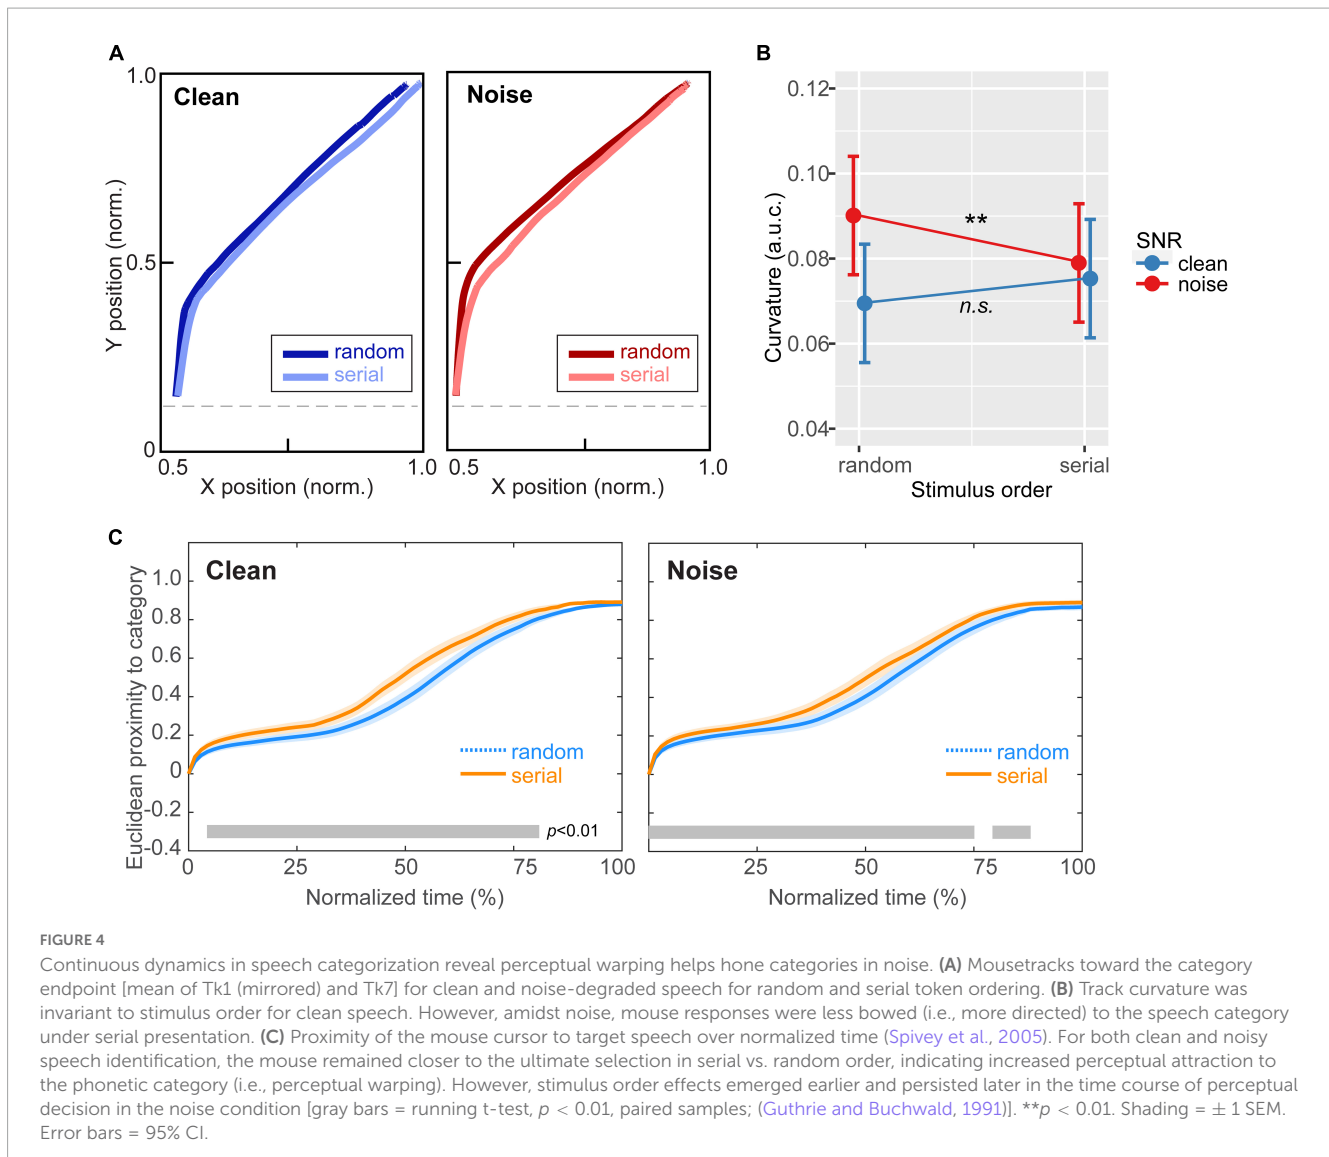 A
B
1.0
Clean
Noise
0.12
0.10
Y position (norm.)
**
Curvature (a.u.c.)
SNR
0.5
0.08
clean
n.s.
noise
random
random
0.06
serial
serial
0.04
0
0.5
1.0
0.5
1.0
random
serial
X position (norm.)
X position (norm.)
Stimulus order
C
Clean
Noise
Euclidean proximity to category
1.0
0.8
0.6
0.4
0.2
0
-0.2
-0.4
random
random
serial
serial
p<0.01
0
25
50
75
100
25
50
75
100
Normalized time (%)
Normalized time (%)
FIGURE 4
Continuous dynamics in speech categorization reveal perceptual warping helps hone categories in noise. (A) Mousetracks toward the category
endpoint [mean of Tk1 (mirrored) and Tk7] for clean and noise-degraded speech for random and serial token ordering. (B) Track curvature was
invariant to stimulus order for clean speech. However, amidst noise, mouse responses were less bowed (i.e., more directed) to the speech category
under serial presentation. (C) Proximity of the mouse cursor to target speech over normalized time (Spivey et al., 2005). For both clean and noisy
speech identification, the mouse remained closer to the ultimate selection in serial vs. random order, indicating increased perceptual attraction to
the phonetic category (i.e., perceptual warping). However, stimulus order effects emerged earlier and persisted later in the time course of perceptual
decision in the noise condition [gray bars = running t-test, p < 0.01, paired samples; (Guthrie and Buchwald, 1991)]. **p < 0.01. Shading = ± 1 SEM.
Error bars = 95% CI.